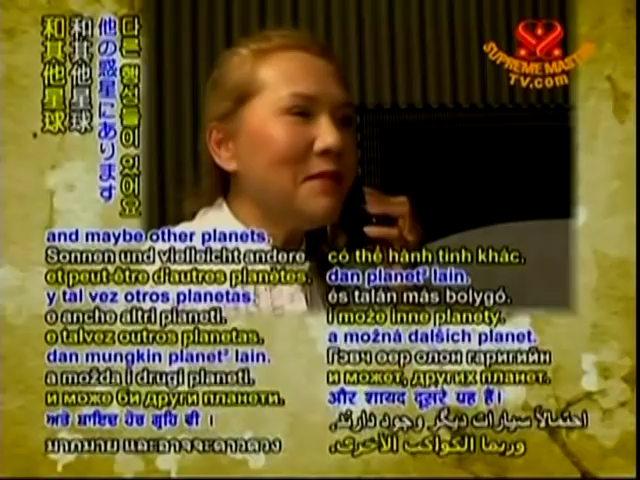 SUPREME MASTER
TV.com
和其他星球
和其他星球
他の惑星にあります
다른 행성들이 있어요
and maybe other planets.
Sonnen und vielleicht andere
et peut-être d'autres planètes.
y tal vez otros planetas.
e anche altri pianeti.
e talvez outros planetas.
dan mungkin planet² lain.
a možda i drugi planeti.
и може би други планети.
ਅਤੇ ਸ਼ਾਇਦ ਹੋਰ ਗ੍ਰਹਿ ਵੀ ।
có thể hành tinh khác.
dan planet² lain.
és talán más bolygó.
i może inne planety.
a možná dalších planet.
Гэвч өөр олон гаригийн
и может, других планет.
और शायद दूसरे ग्रह हैं।
احتمالاً سیارات دیگر وجود دارند.
وربما الكواكب الأخرى.